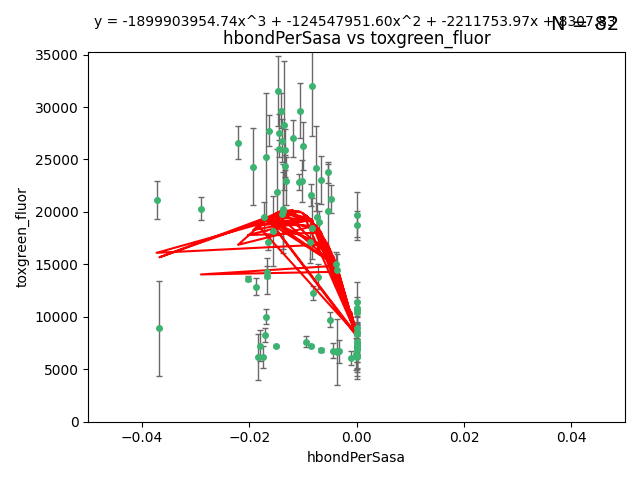 y = -1899903954.74x^3 + -124547951.60x^2 + -2211753.97x +
N = 82
hbondPerSasa vs toxgreen_fluor
35000
30000
25000
20000
15000
10000
5000
0
toxgreen_fluor
−0.04
−0.02
0.00
0.02
0.04
hbondPerSasa